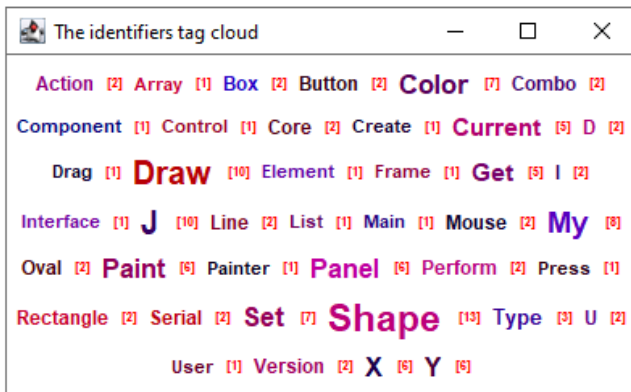 The identifiers tag cloud
Action [2] Array [1] Box [2] Button [2] Color [7] Combo [2]
Component [1] Control [1] Core [2] Create [1] Current [5] D [2]
Drag [1] Draw [10] Element [1] Frame [1] Get [5] I [2]
Interface [1] J [10] Line [2] List [1] Main [1] Mouse [2] My [8]
Oval [2] Paint [6] Painter [1] Panel [6] Perform [2] Press [1]
Rectangle [2] Serial [2] Set [7] Shape [13] Type [3] U [2]
User [1] Version [2] X [6] Y [6]